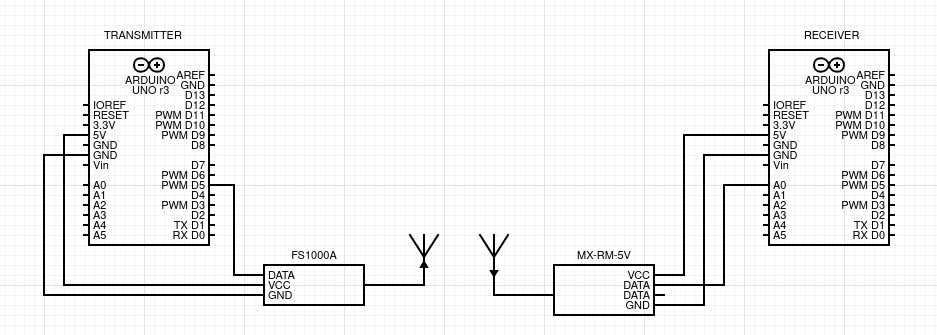 TRANSMITTER
ARDUINO
UNO r3
AREF
GND
D13
IOREF D12
RESET PWM D11
3.3V PWM D10
5V PWM D9
GND D8
GND
Vin D7
PWM D6
A0 PWM D5
A1 D4
A2 PWM D3
A3 D2
A4 TX D1
A5 RX D0
FS1000A
DATA
VCC
GND
RECEIVER
ARDUINO
UNO r3
AREF
GND
D13
IOREF D12
RESET PWM D11
3.3V PWM D10
5V PWM D9
GND D8
GND
Vin D7
PWM D6
A0 PWM D5
A1 D4
A2 PWM D3
A3 D2
A4 TX D1
A5 RX D0
MX-RM-5V
VCC
DATA
DATA
GND